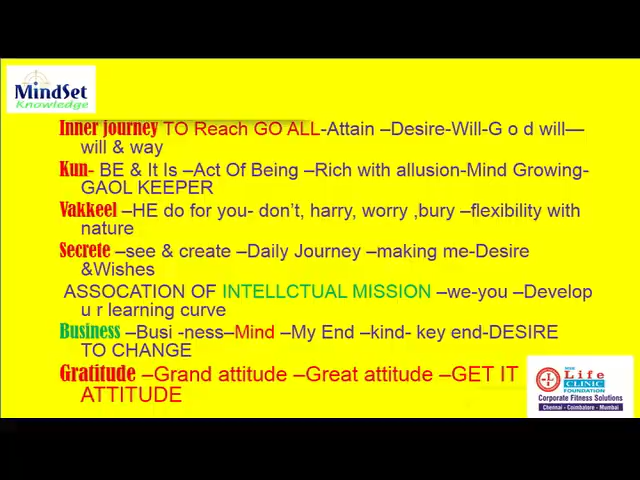 MindSet
Knowledge
Inner journey TO Reach GO ALL-Attain –Desire-Will-G o d will—
will & way
Kun- BE & It Is –Act Of Being –Rich with allusion-Mind Growing-
GAOL KEEPER
Vakkeel –HE do for you- don’t, harry, worry ,bury –flexibility with
nature
Secrete –see & create –Daily Journey –making me-Desire
&Wishes
ASSOCATION OF INTELLCTUAL MISSION –we-you –Develop
u r learning curve
Business –Busi -ness–Mind –My End –kind- key end-DESIRE
TO CHANGE
Gratitude –Grand attitude –Great attitude –GET IT
ATTITUDE
Life
CLINIC
FOUNDATION
Corporate Fitness Solutions
Chennai - Coimbatore - Mumbai